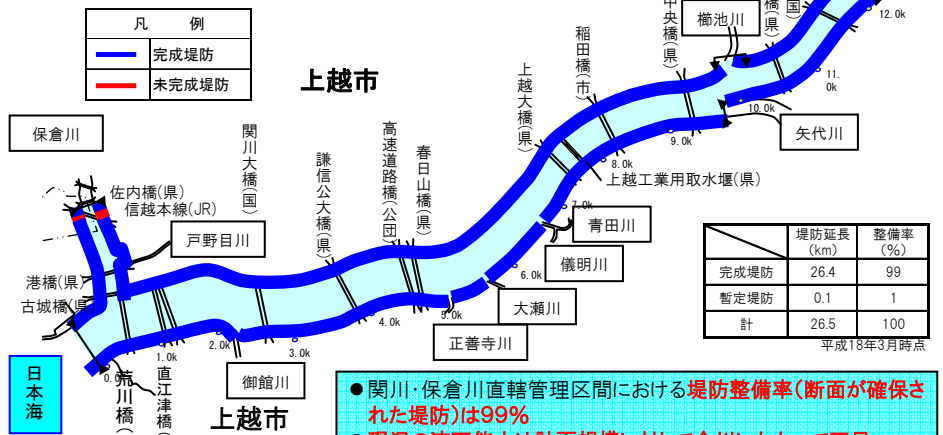 凡 例
完成堤防
未完成堤防
上越市
保倉川
佐内橋(県)
信越本線(JR)
戸野目川
港橋(県)
古城橋(県)
日本海
0.0k
荒川橋(
1.0k
直江津橋(
2.0k
御館川
上越市
関川大橋(国)
3.0k
謙信公大橋(県)
4.0k
高速道路橋(公団)
春日山橋(県)
5.0k
正善寺川
大瀬川
6.0k
儀明川
青田川
7.0k
上越大橋(県)
稲田橋(市)
8.0k
上越工業用取水堰(県)
9.0k
中央橋(県)
櫛池川
10.0k
矢代川
橋(県)
国)
11.0k
12.0k
堤防延長(km) 整備率(%)
完成堤防 26.4 99
暫定堤防 0.1 1
計 26.5 100
平成18年3月時点
●関川・保倉川直轄管理区間における堤防整備率(断面が確保さ
れた堤防)は99%